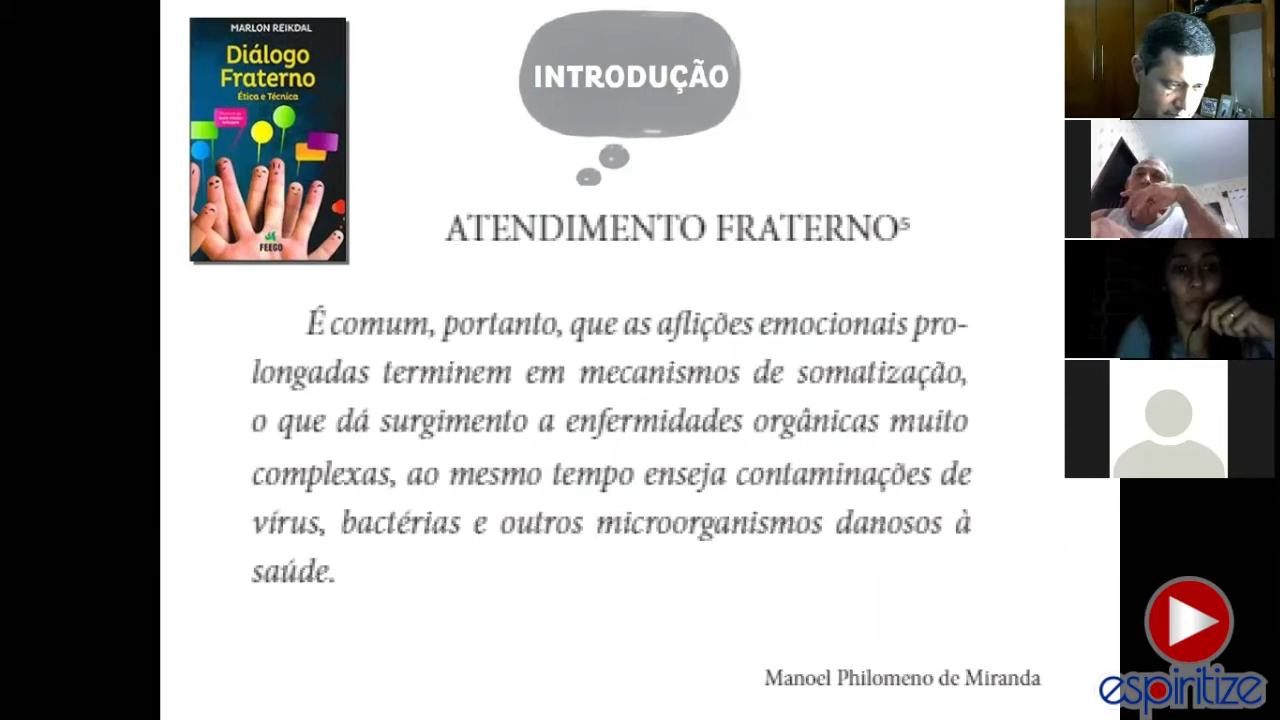 MARLON REIKDAL
Diálogo
Fraterno
Ética e Técnica
FEEGO
INTRODUÇÃO
ATENDIMENTO FRATERNO⁵
É comum, portanto, que as aflições emocionais pro-
longadas terminem em mecanismos de somatização,
o que dá surgimento a enfermidades orgânicas muito
complexas, ao mesmo tempo enseja contaminações de
vírus, bactérias e outros microorganismos danosos à
saúde.
Manoel Philomeno de Miranda
espiritize